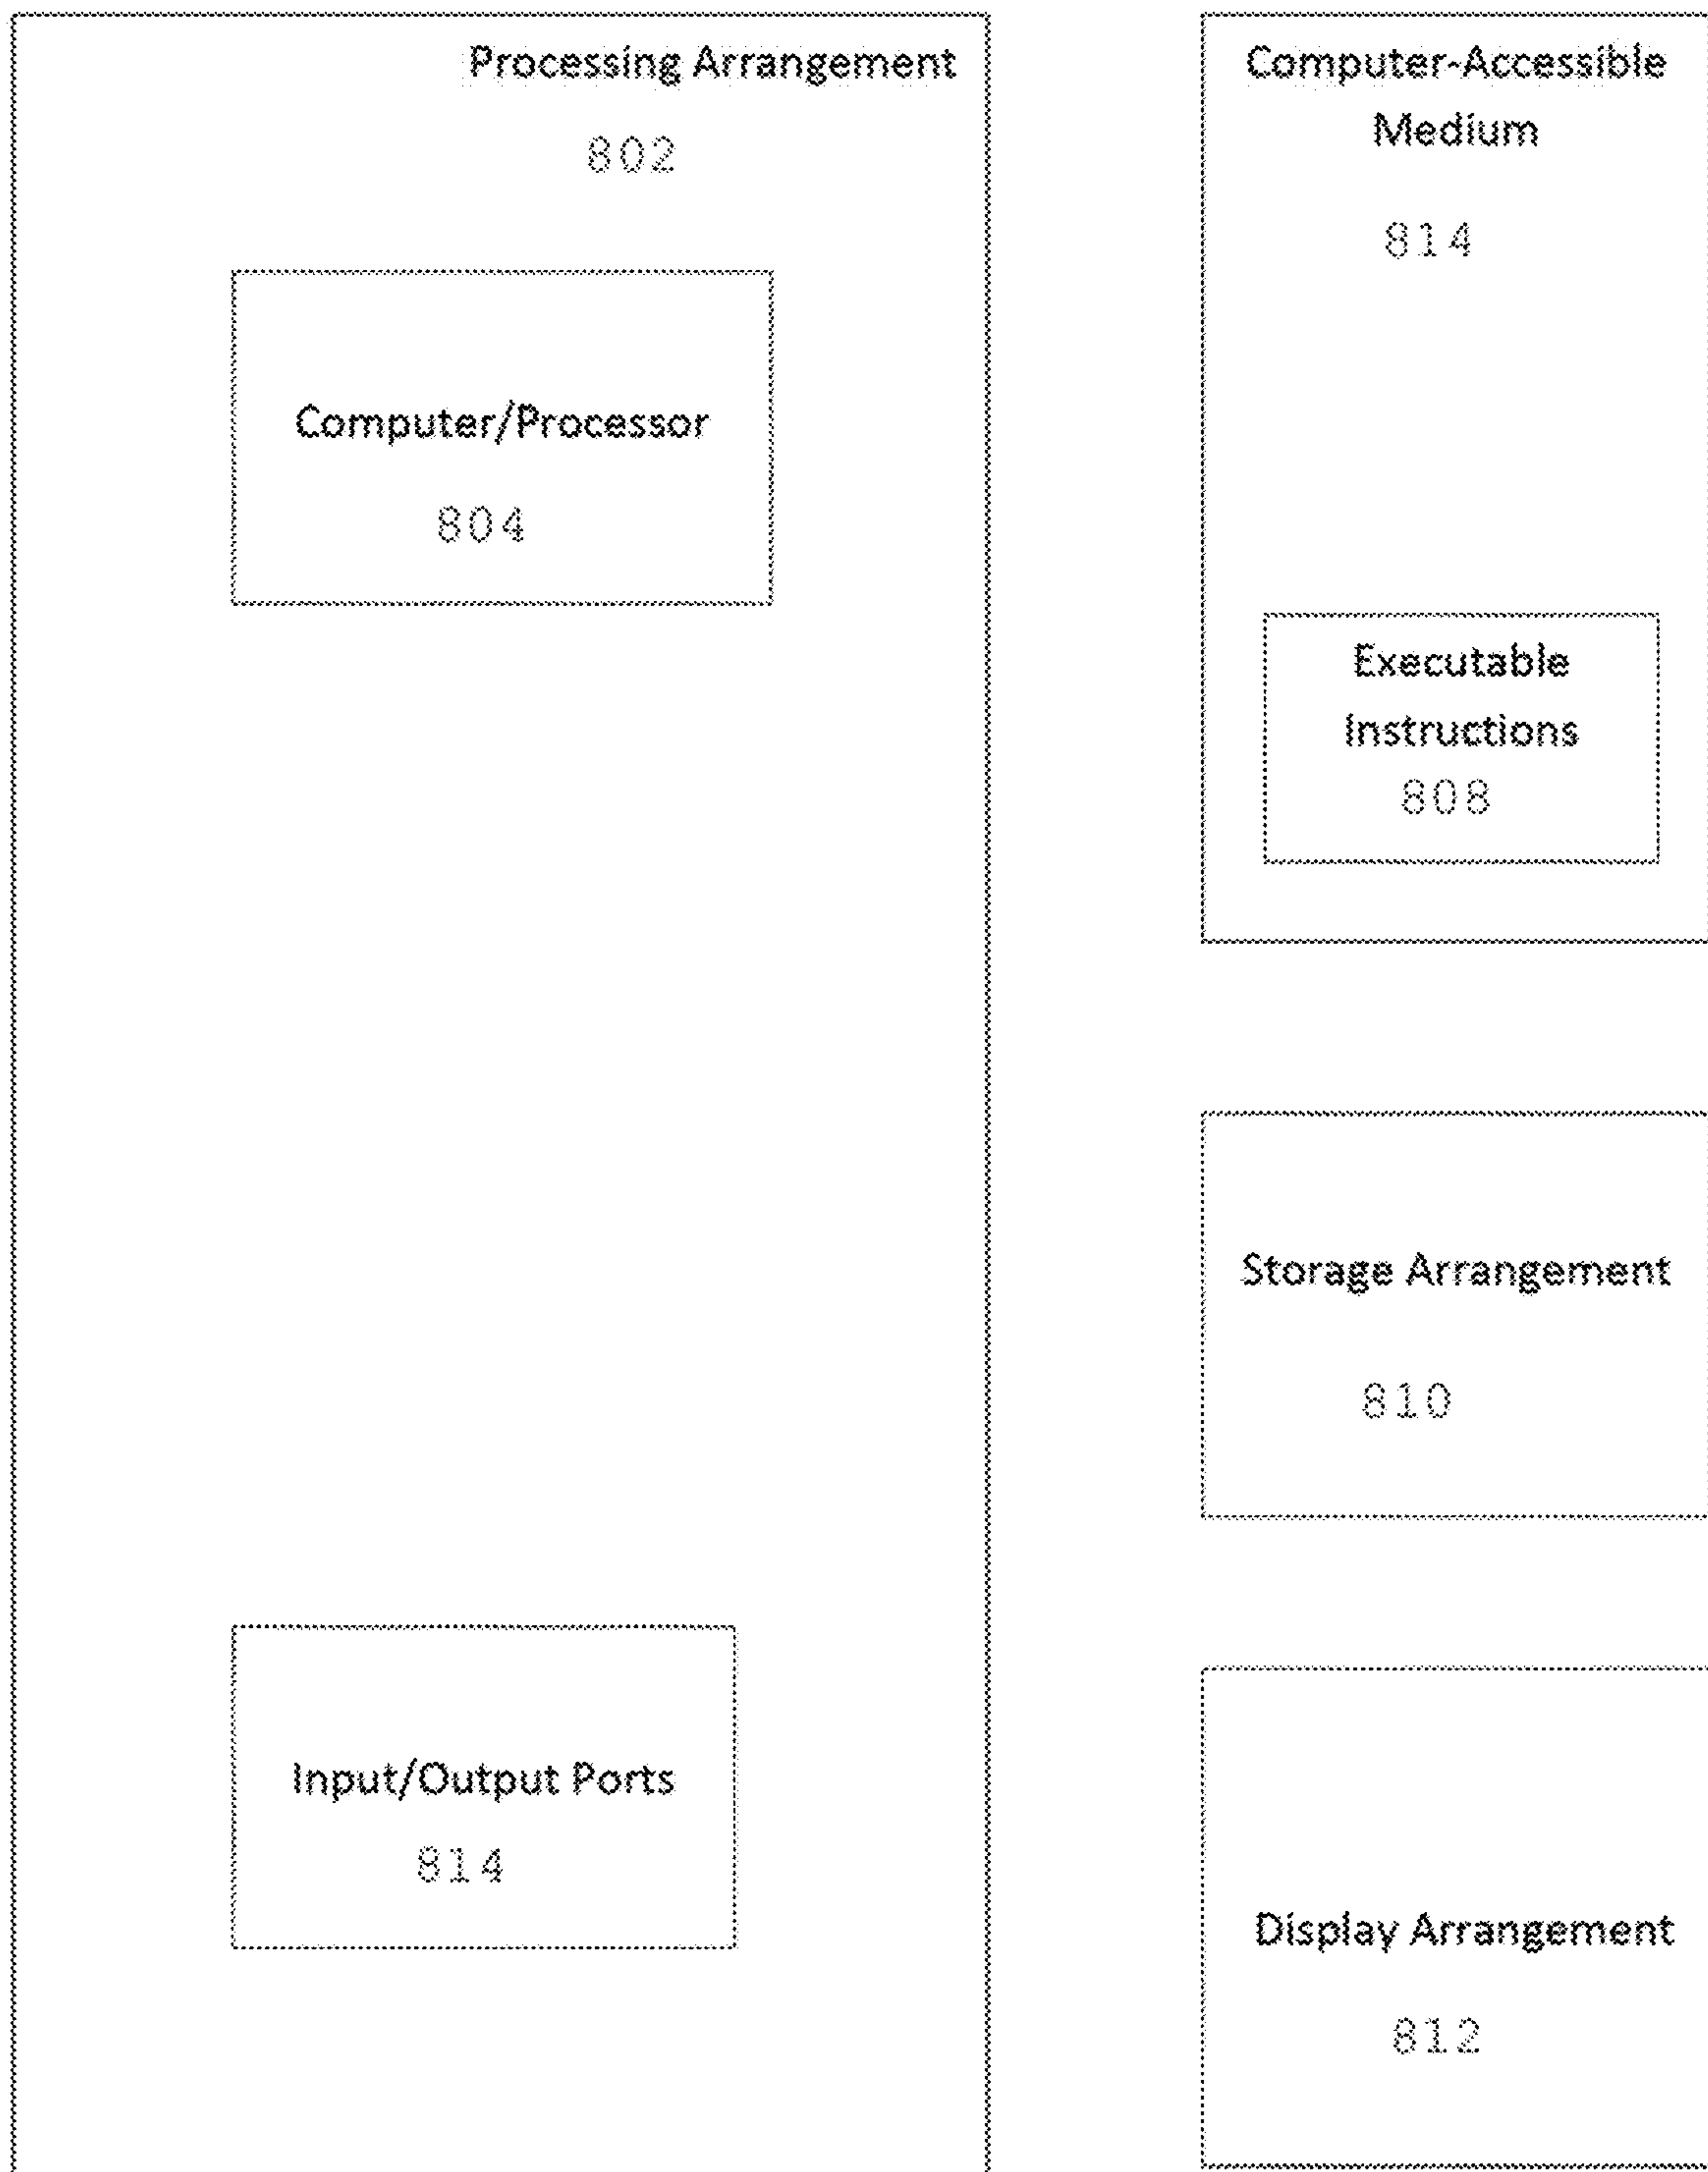 Processing Arrangement
802
Computer/Processor
804
Input/Output Ports
814
Computer-Accessible
Medium
814
Executable
Instructions
808
Storage Arrangement
810
Display Arrangement
812